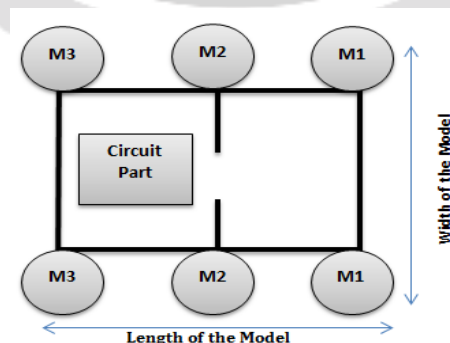 M3 M2 M1
Circuit
Part
Width of the Model
M3 M2 M1
Length of the Model